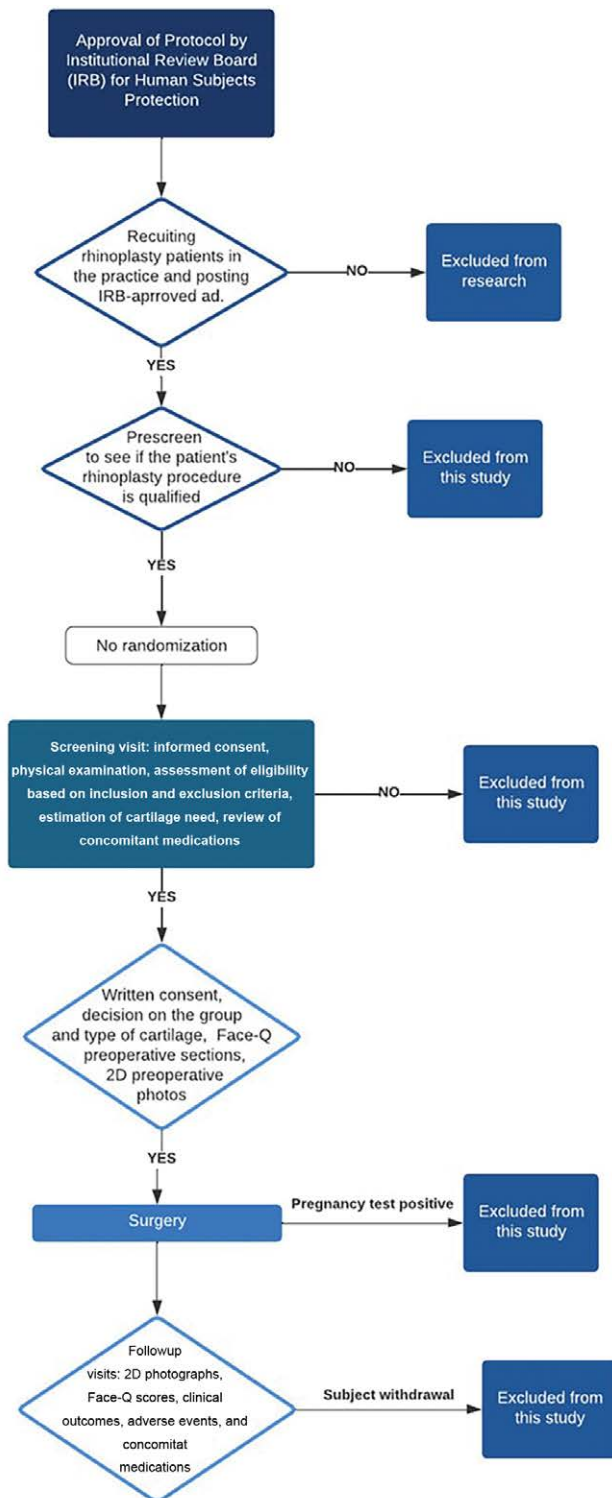 Approval of Protocol by
Institutional Review Board
(IRB) for Human Subjects
Protection
Recuiting
rhinoplasty patients in
the practice and posting
IRB-aprroved ad.
NO
Excluded from
research
YES
Prescreen
to see if the patient's
rhinoplasty procedure
is qualified
NO
Excluded from
this study
YES
No randomization
Screening visit: informed consent,
physical examination, assessment of eligibility
based on inclusion and exclusion criteria,
estimation of cartilage need, review of
concomitant medications
NO
Excluded from
this study
YES
Written consent,
decision on the group
and type of cartilage, Face-Q
preoperative sections,
2D preoperative
photos
YES
Surgery
Pregnancy test positive
Excluded from
this study
Followup
visits: 2D photographs,
Face-Q scores, clinical
outcomes, adverse events, and
concomitat
medications
Subject withdrawal
Excluded from
this study